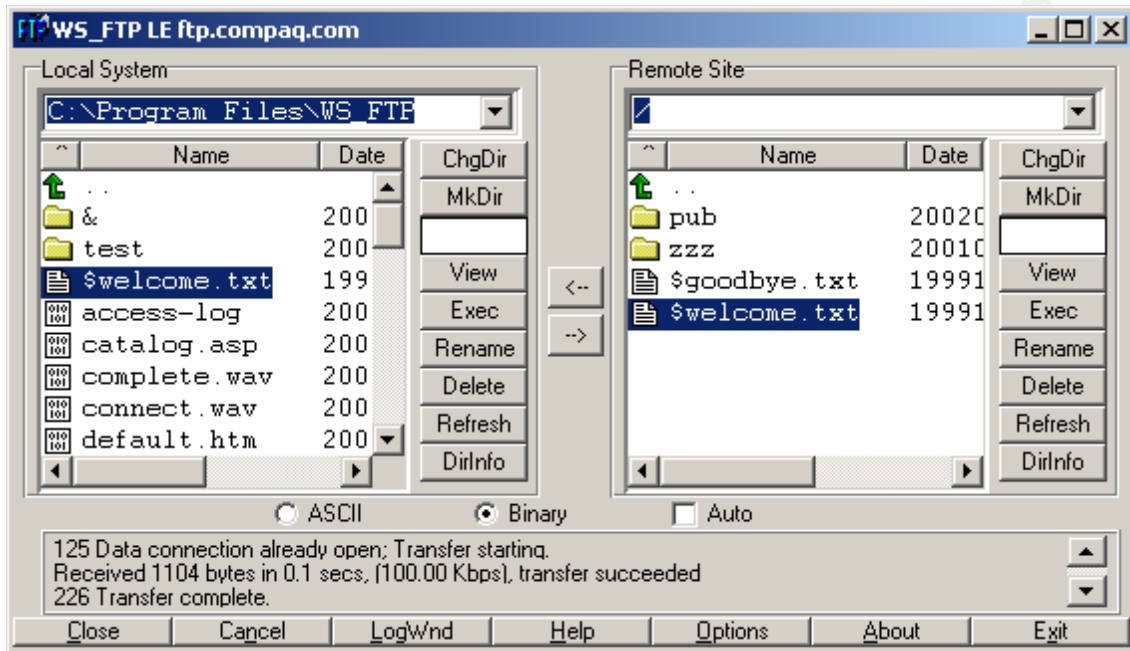 WS_FTP LE ftp.compaq.com
Local System
C:\Program Files\WS_FTP
^ Name Date
..
& 200
test 200
$welcome.txt 199
access-log 200
catalog.asp 200
complete.wav 200
connect.wav 200
default.htm 200
ChgDir
MkDir
View
Exec
Rename
Delete
Refresh
DirInfo
<--
-->
Remote Site
/
^ Name Date
..
pub 20020
zzz 20010
$goodbye.txt 19991
$welcome.txt 19991
ChgDir
MkDir
View
Exec
Rename
Delete
Refresh
DirInfo
ASCII Binary Auto
125 Data connection already open; Transfer starting.
Received 1104 bytes in 0.1 secs, (100.00 Kbps), transfer succeeded
226 Transfer complete.
Close Cancel LogWnd Help Options About Exit